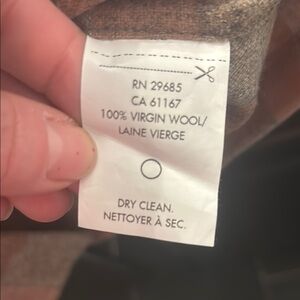 RN 29685
CA 61167
100% VIRGIN WOOL/
LAINE VIERGE
DRY CLEAN.
NETTOYER À SEC.